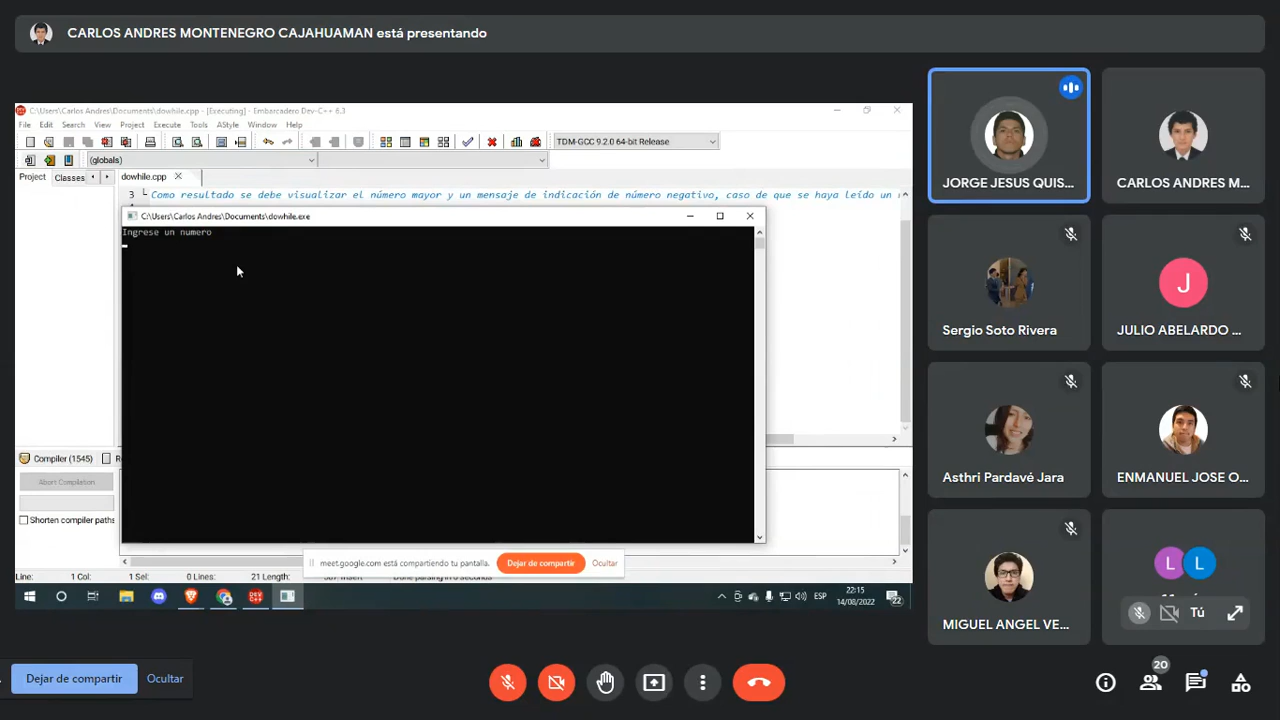 CARLOS ANDRES MONTENEGRO CAJAHUAMAN está presentando
C:\Users\Carlos Andres\Documents\dowhile.cpp - [Executing] - Embarcadero Dev-C++ 6.3
File Edit Search View Project Execute Tools AStyle Window Help
TDM-GCC 9.2.0 64-bit Release
(globals)
Project Classes
dowhile.cpp
3 Como resultado se debe visualizar el número mayor y un mensaje de indicación de número negativo, caso de que se haya leído un
C:\Users\Carlos Andres\Documents\dowhile.exe
Ingrese un numero
Compiler (1545)
Abort Compilation
Shorten compiler paths
meet.google.com está compartiendo tu pantalla.
Dejar de compartir
Ocultar
Line: 1 Col: 1 Sel: 0 Lines: 21 Length:
ESP
22:15
14/08/2022
22
JORGE JESUS QUIS...
CARLOS ANDRES M...
Sergio Soto Rivera
J
JULIO ABELARDO ...
Asthri Pardavé Jara
ENMANUEL JOSE O...
MIGUEL ANGEL VE...
L L
Tú
Dejar de compartir
Ocultar
20